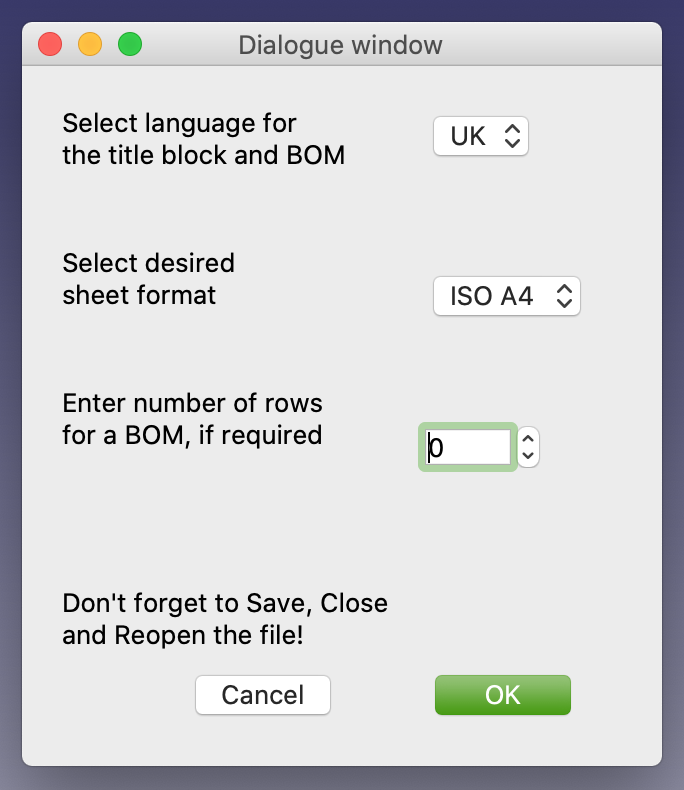 Dialogue window
Select language for
the title block and BOM
UK
Select desired
sheet format
ISO A4
Enter number of rows
for a BOM, if required
0
Don't forget to Save, Close
and Reopen the file!
Cancel
OK